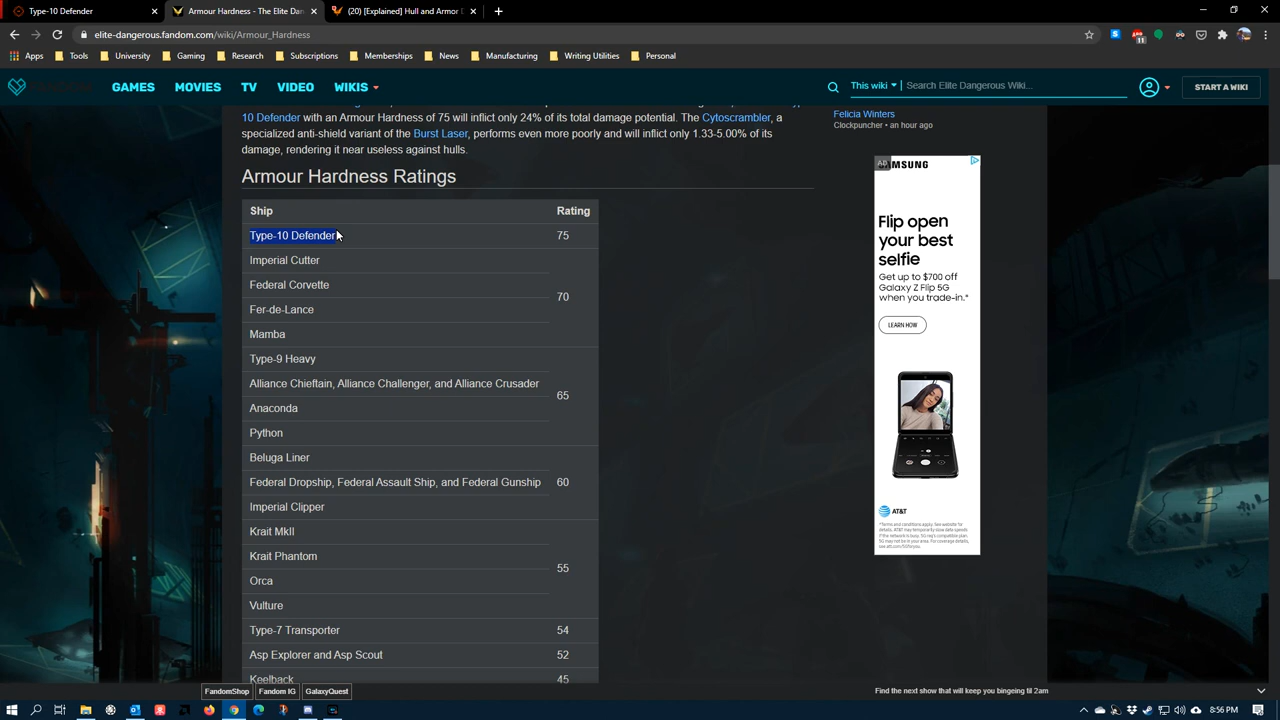 Type-10 Defender
Armour Hardness - The Elite Dan
(20) [Explained] Hull and Armor D
elite-dangerous.fandom.com/wiki/Armour_Hardness
11
Apps
Tools
University
Crafting
Resources
Subscriptions
Memberships
News
Manufacturing
Writing Utilities
Personal
GAMES
MOVIES
TV
VIDEO
WIKIS
This wiki
Search Elite Dangerous Wiki...
START A WIKI
10 Defender with an Armour Hardness of 75 will inflict only 24% of its total damage potential. The Cytoscrambler, a
specialized anti-shield variant of the Burst Laser, performs even more poorly and will inflict only 1.33-5.00% of its
damage, rendering it near useless against hulls.
Felicia Winters
Clockpuncher • an hour ago
Armour Hardness Ratings
Ship Rating
Type-10 Defender 75
Imperial Cutter
Federal Corvette
70
Fer-de-Lance
Mamba
Type-9 Heavy
Alliance Chieftain, Alliance Challenger, and Alliance Crusader
65
Anaconda
Python
Beluga Liner
Federal Dropship, Federal Assault Ship, and Federal Gunship 60
Imperial Clipper
Krait MkII
Krait Phantom
55
Orca
Vulture
Type-7 Transporter 54
Asp Explorer and Asp Scout 52
Keelback 45
AD
SAMSUNG
Flip open
your best
selfie
Get up to $700 off
Galaxy Z Flip 5G
when you trade-in.*
LEARN HOW
AT&T
FandomShop
Fandom IG
GalaxyQuest
Find the next show that will keep you bingeing til 2am
8:56 PM